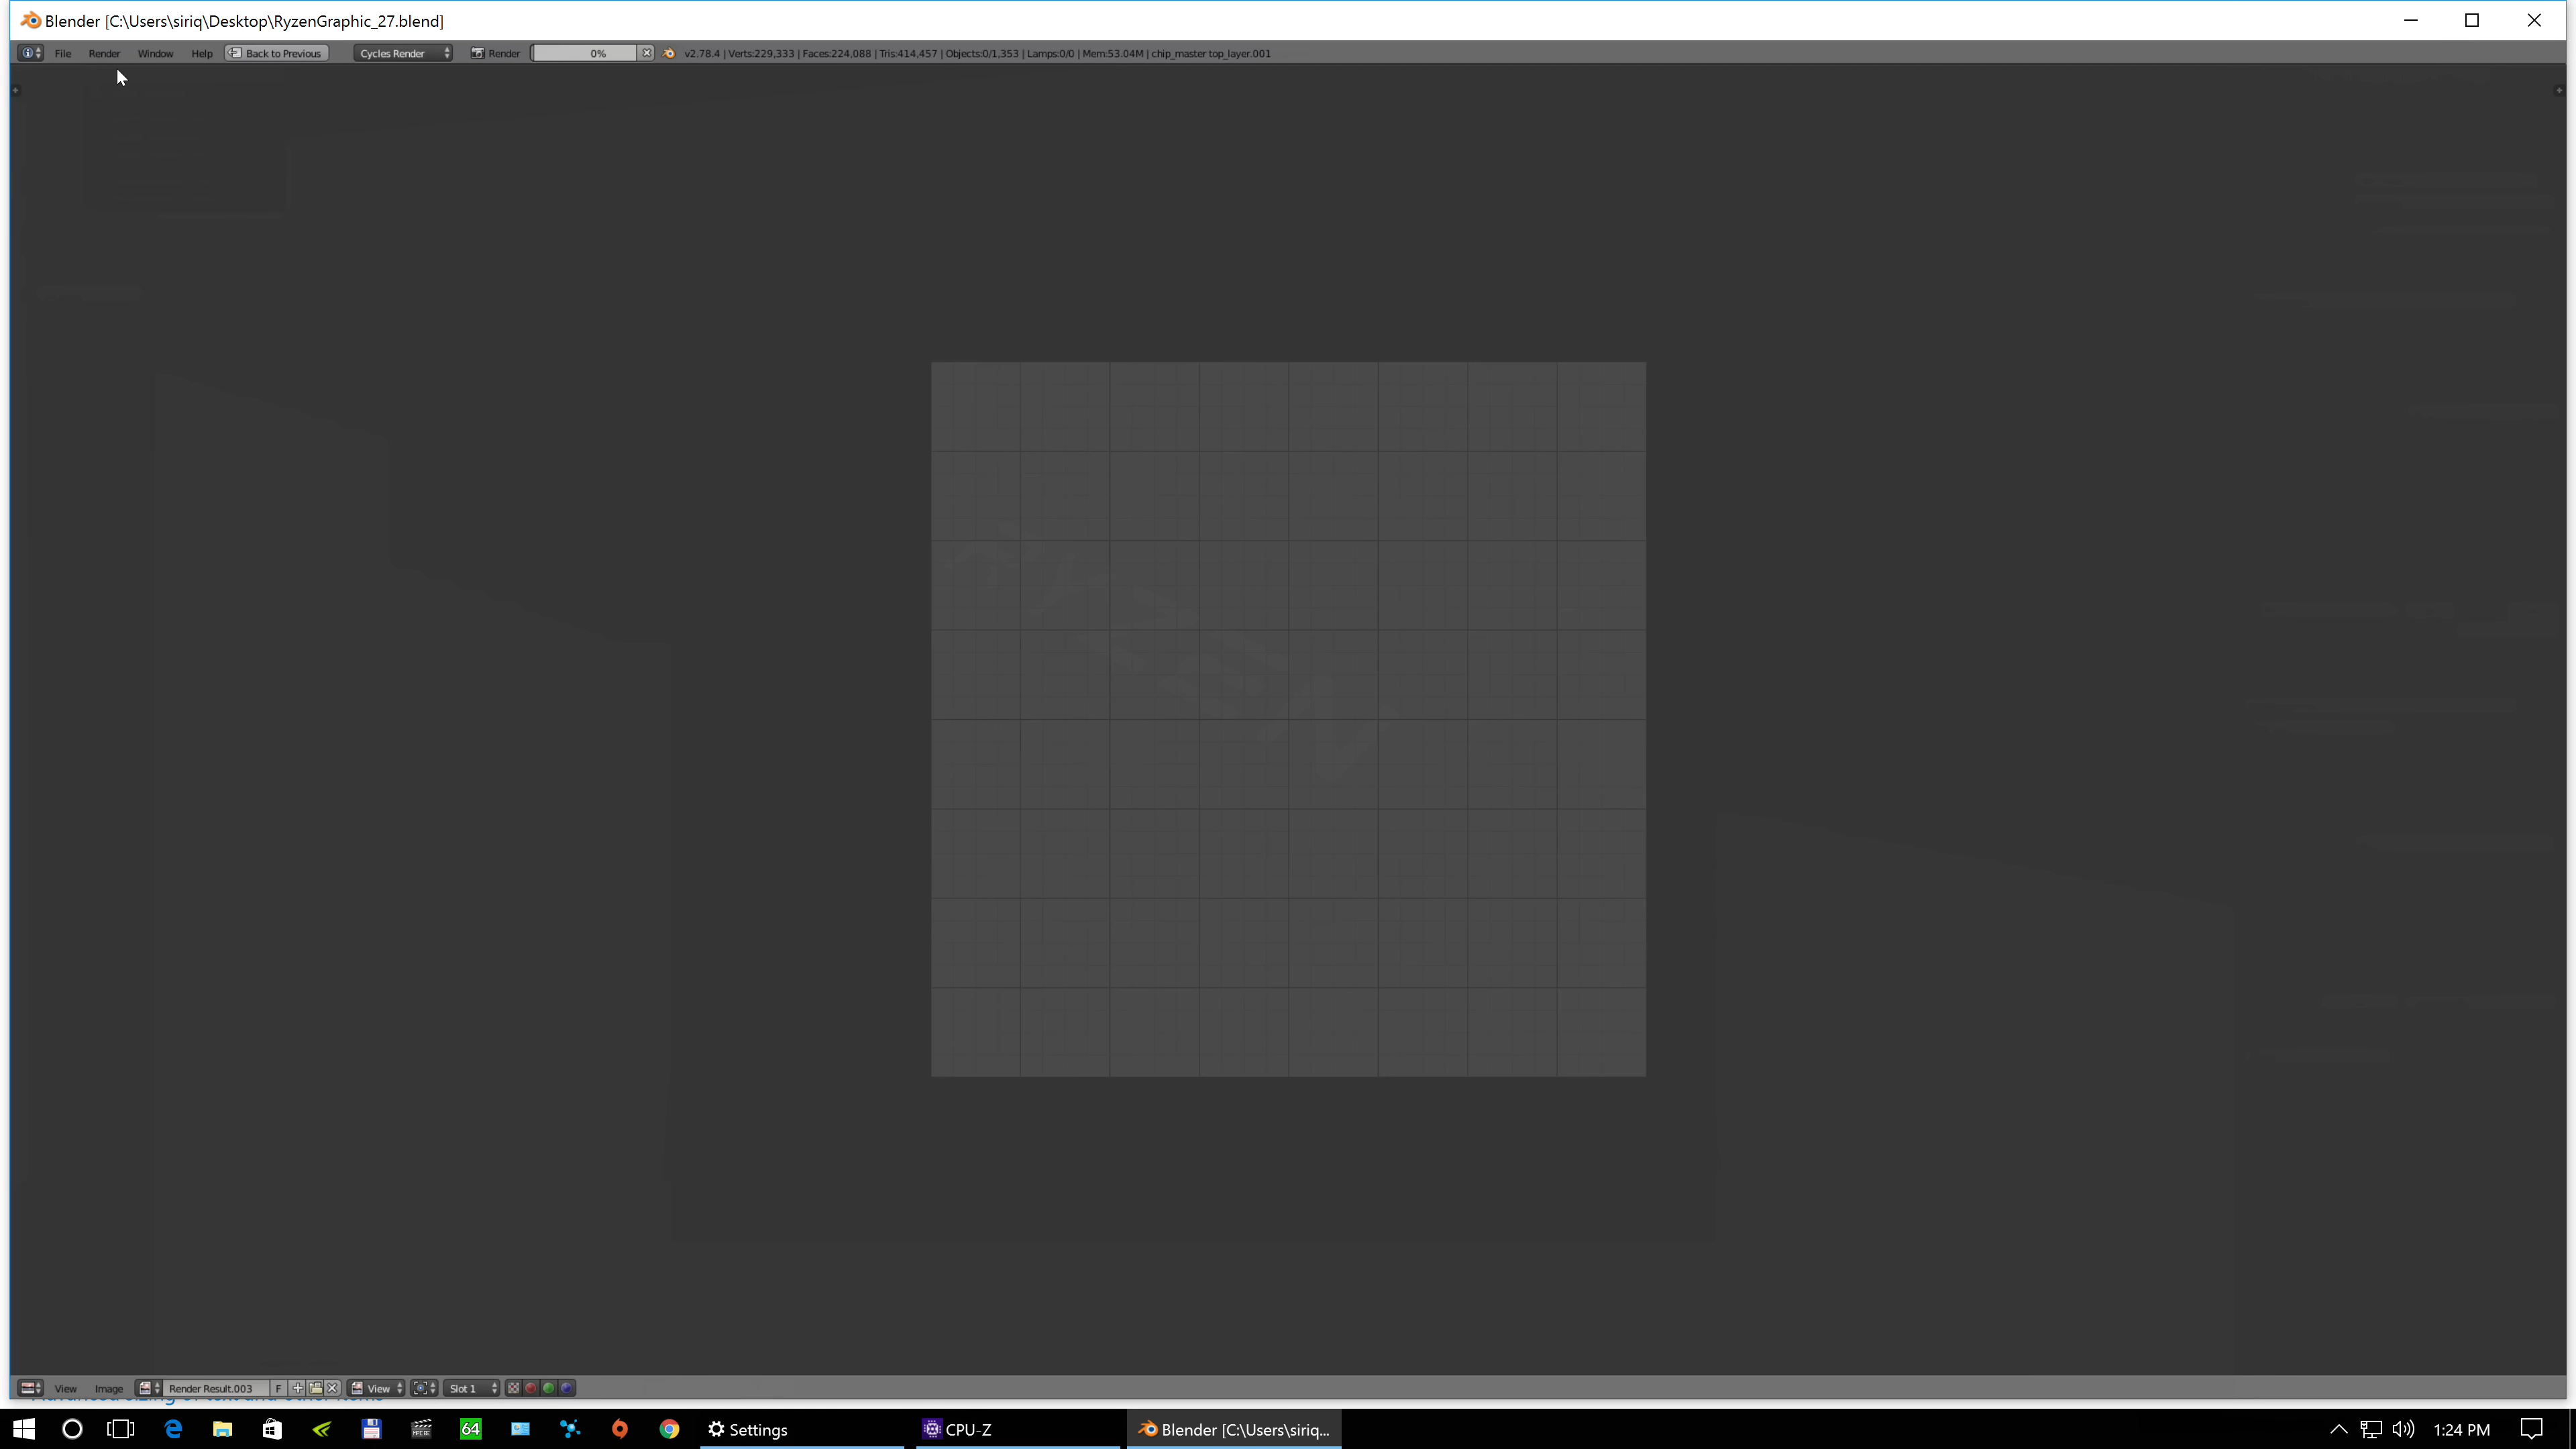 Blender [C:\Users\siriq\Desktop\RyzenGraphic_27.blend]
File Render Window Help Back to Previous Cycles Render Render 0% v2.78.4 | Verts:229,333 | Faces:224,088 | Tris:414,457 | Objects:0/1,353 | Lamps:0/0 | Mem:53.04M | chip_master top_layer.001
View Image Render Result.003 F View Slot 1
64 Settings CPU-Z Blender [C:\Users\siriq... 1:24 PM